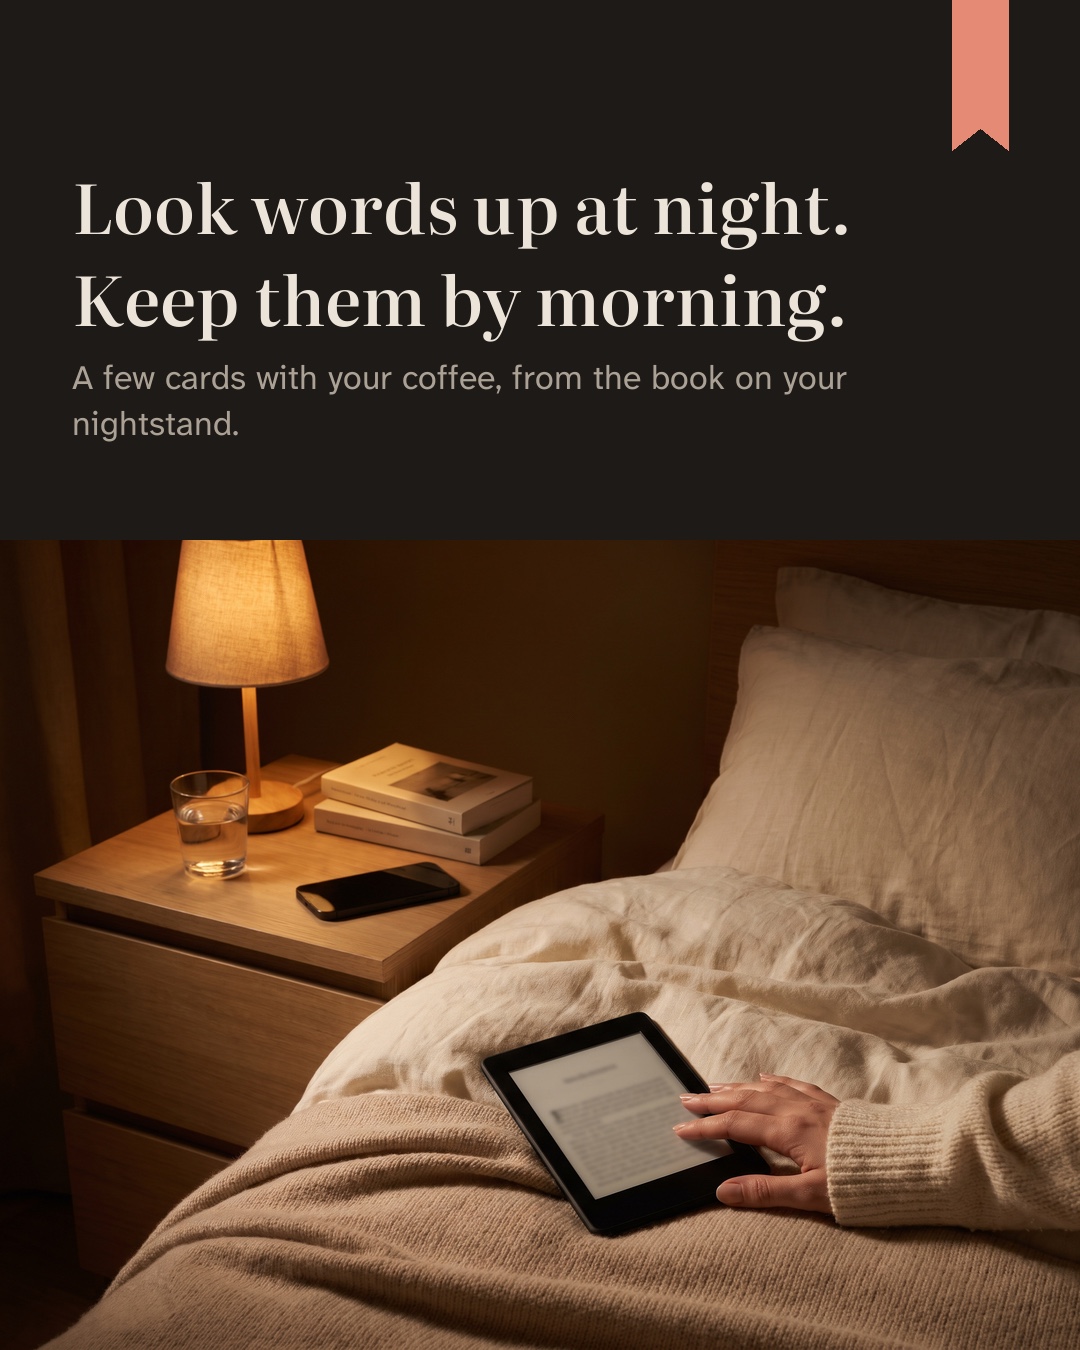 Look words up at night.
Keep them by morning.
A few cards with your coffee, from the book on your
nightstand.